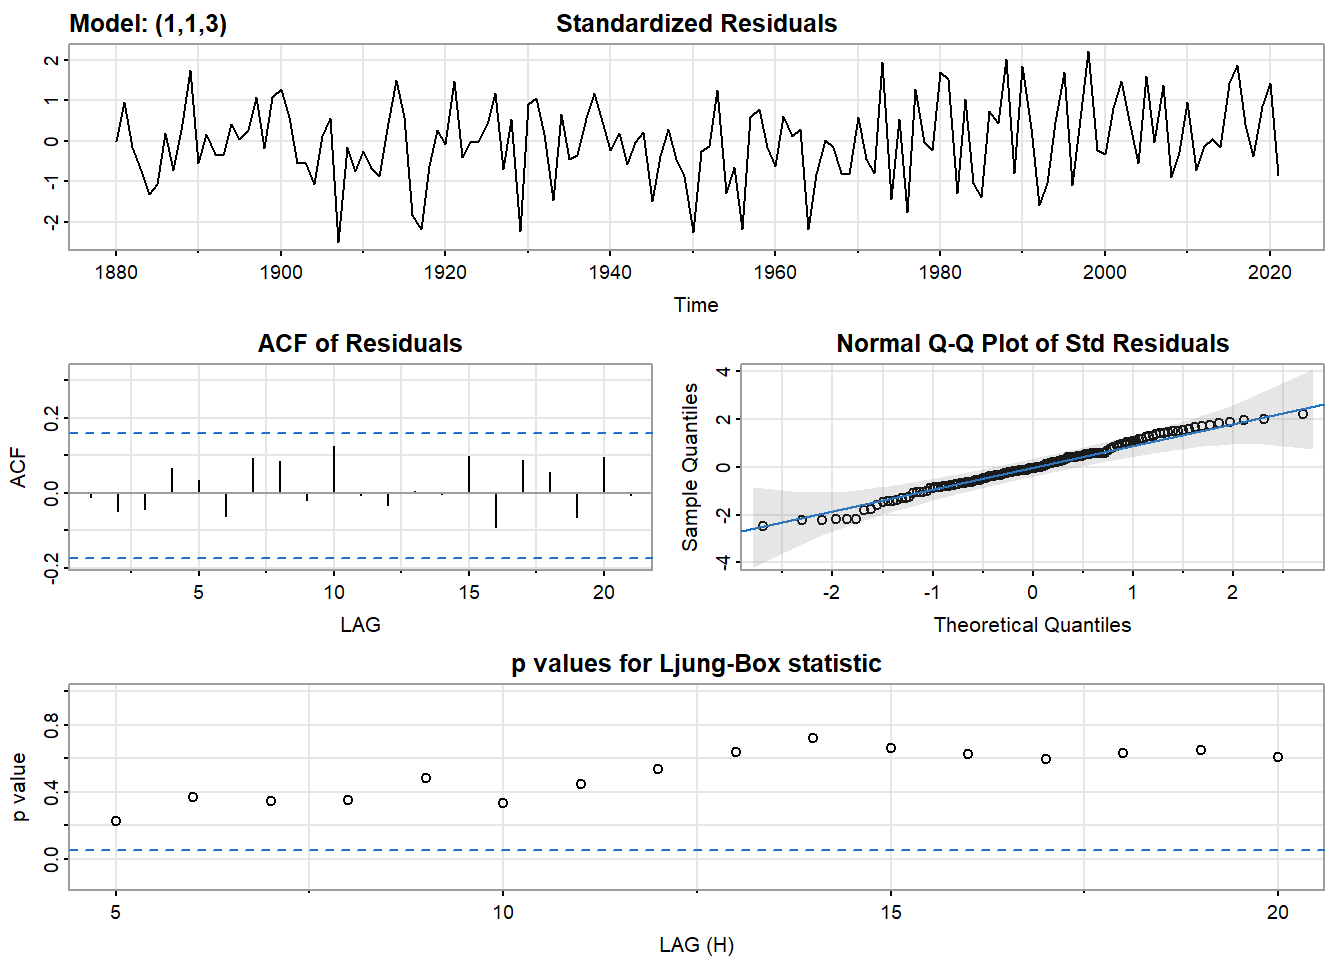 Model: (1,1,3) Standardized Residuals
2
1
0
-1
-2
1880 1900 1920 1940 1960 1980 2000 2020
Time
ACF of Residuals
ACF
0.2
0.0
-0.2
5 10 15 20
LAG
Normal Q-Q Plot of Std Residuals
Sample Quantiles
4
2
0
-2
-4
-2 -1 0 1 2
Theoretical Quantiles
p values for Ljung-Box statistic
p value
0.8
0.4
0.0
5 10 15 20
LAG (H)